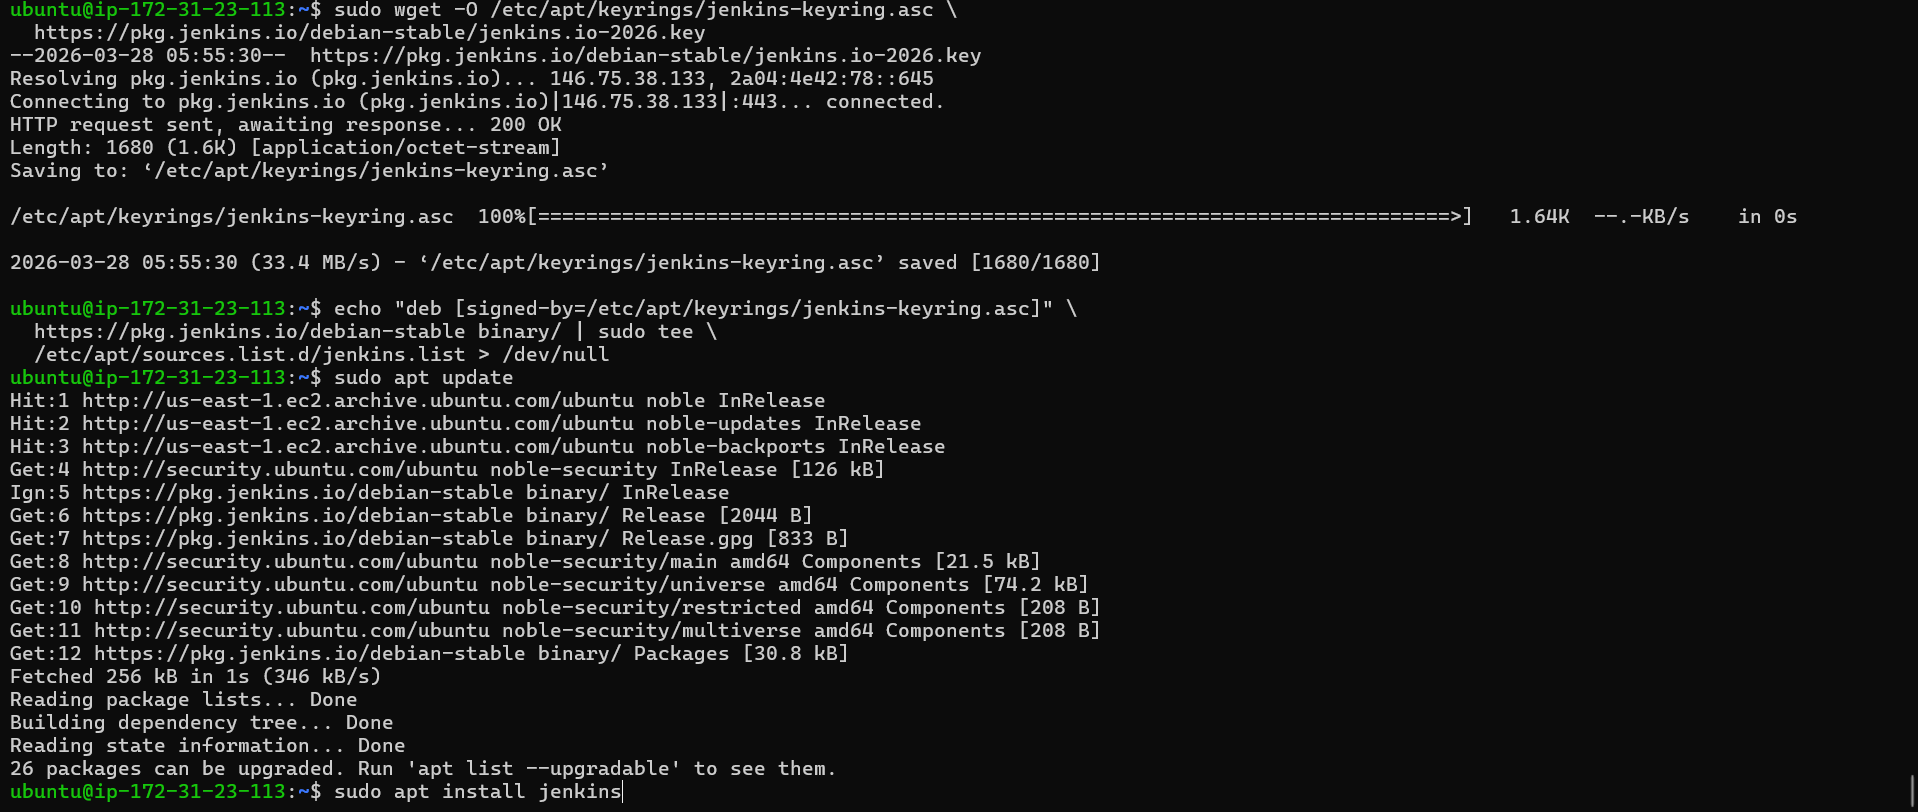 ubuntu@ip-172-31-23-113:~$ sudo wget -O /etc/apt/keyrings/jenkins-keyring.asc \
  https://pkg.jenkins.io/debian-stable/jenkins.io-2026.key
--2026-03-28 05:55:30--  https://pkg.jenkins.io/debian-stable/jenkins.io-2026.key
Resolving pkg.jenkins.io (pkg.jenkins.io)... 146.75.38.133, 2a04:4e42:78::645
Connecting to pkg.jenkins.io (pkg.jenkins.io)|146.75.38.133|:443... connected.
HTTP request sent, awaiting response... 200 OK
Length: 1680 (1.6K) [application/octet-stream]
Saving to: ‘/etc/apt/keyrings/jenkins-keyring.asc’

/etc/apt/keyrings/jenkins-keyring.asc  100%[============================================================================>]   1.64K  --.-KB/s    in 0s

2026-03-28 05:55:30 (33.4 MB/s) - ‘/etc/apt/keyrings/jenkins-keyring.asc’ saved [1680/1680]

ubuntu@ip-172-31-23-113:~$ echo "deb [signed-by=/etc/apt/keyrings/jenkins-keyring.asc]" \
  https://pkg.jenkins.io/debian-stable binary/ | sudo tee \
  /etc/apt/sources.list.d/jenkins.list > /dev/null
ubuntu@ip-172-31-23-113:~$ sudo apt update
Hit:1 http://us-east-1.ec2.archive.ubuntu.com/ubuntu noble InRelease
Hit:2 http://us-east-1.ec2.archive.ubuntu.com/ubuntu noble-updates InRelease
Hit:3 http://us-east-1.ec2.archive.ubuntu.com/ubuntu noble-backports InRelease
Get:4 http://security.ubuntu.com/ubuntu noble-security InRelease [126 kB]
Ign:5 https://pkg.jenkins.io/debian-stable binary/ InRelease
Get:6 https://pkg.jenkins.io/debian-stable binary/ Release [2044 B]
Get:7 https://pkg.jenkins.io/debian-stable binary/ Release.gpg [833 B]
Get:8 http://security.ubuntu.com/ubuntu noble-security/main amd64 Components [21.5 kB]
Get:9 http://security.ubuntu.com/ubuntu noble-security/universe amd64 Components [74.2 kB]
Get:10 http://security.ubuntu.com/ubuntu noble-security/restricted amd64 Components [208 B]
Get:11 http://security.ubuntu.com/ubuntu noble-security/multiverse amd64 Components [208 B]
Get:12 https://pkg.jenkins.io/debian-stable binary/ Packages [30.8 kB]
Fetched 256 kB in 1s (346 kB/s)
Reading package lists... Done
Building dependency tree... Done
Reading state information... Done
26 packages can be upgraded. Run 'apt list --upgradable' to see them.
ubuntu@ip-172-31-23-113:~$ sudo apt install jenkins